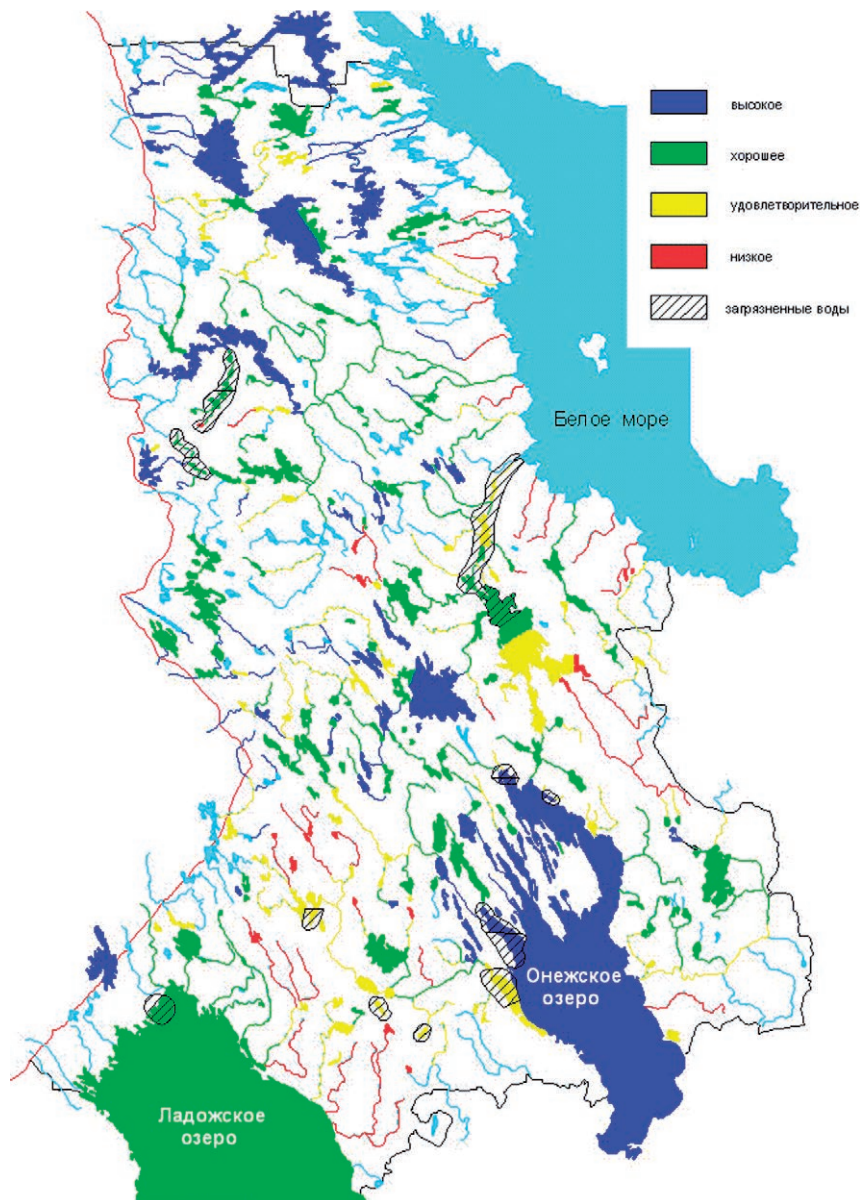 высокое
хорошее
удовлетворительное
низкое
загрязненные воды
Белое море
Онежское
озеро
Ладожское
озеро